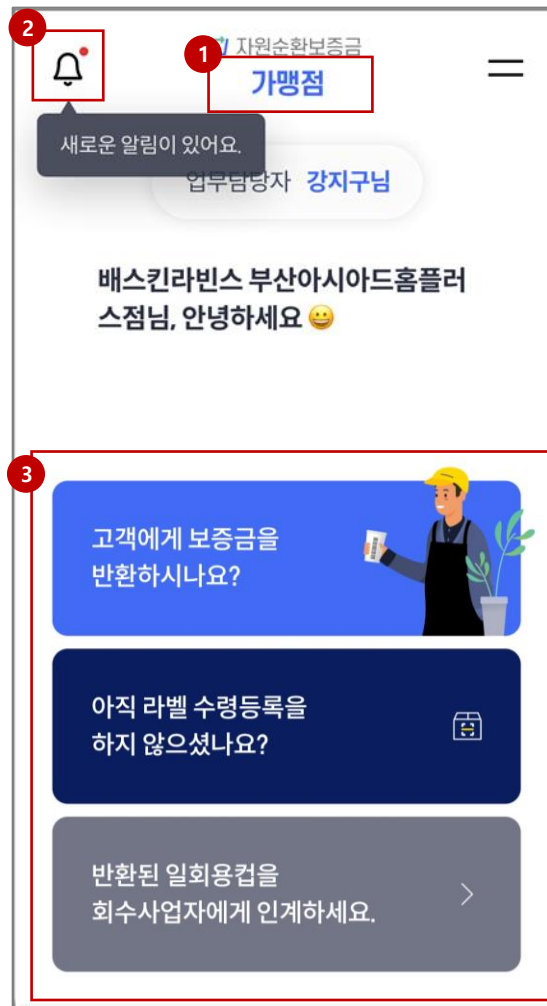 2
1
자원순환보증금
가맹점
새로운 알림이 있어요.
업무담당자 강지구님
배스킨라빈스 부산아시아드홈플러
스점님, 안녕하세요 😀
3
고객에게 보증금을
반환하시나요?
아직 라벨 수령등록을
하지 않으셨나요?
반환된 일회용컵을
회수사업자에게 인계하세요.